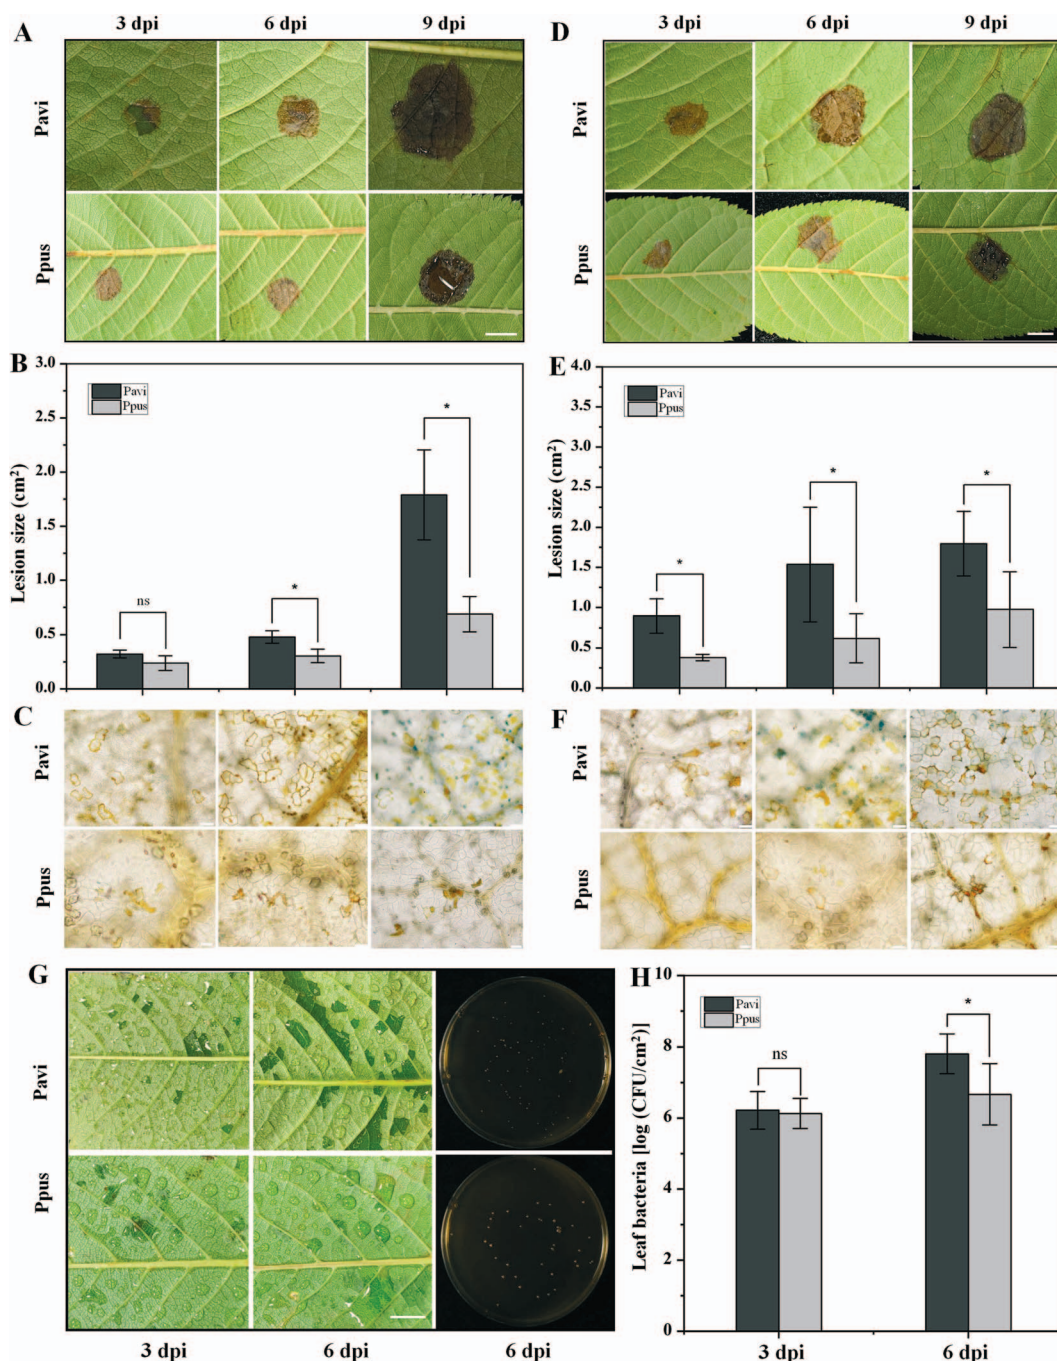 A
3 dpi 6 dpi 9 dpi
Pavi
Ppus
D
3 dpi 6 dpi 9 dpi
Pavi
Ppus
B
Lesion size (cm²)
3.0
2.5
2.0
1.5
1.0
0.5
0.0
Pavi
Ppus
ns
*
*
E
Lesion size (cm²)
4.0
3.5
3.0
2.5
2.0
1.5
1.0
0.5
0.0
Pavi
Ppus
*
*
*
C
Pavi
Ppus
F
Pavi
Ppus
G
Pavi
Ppus
3 dpi 6 dpi 6 dpi
H
Leaf bacteria [log (CFU/cm²)]
10
8
6
4
2
0
Pavi
Ppus
ns
*
3 dpi 6 dpi